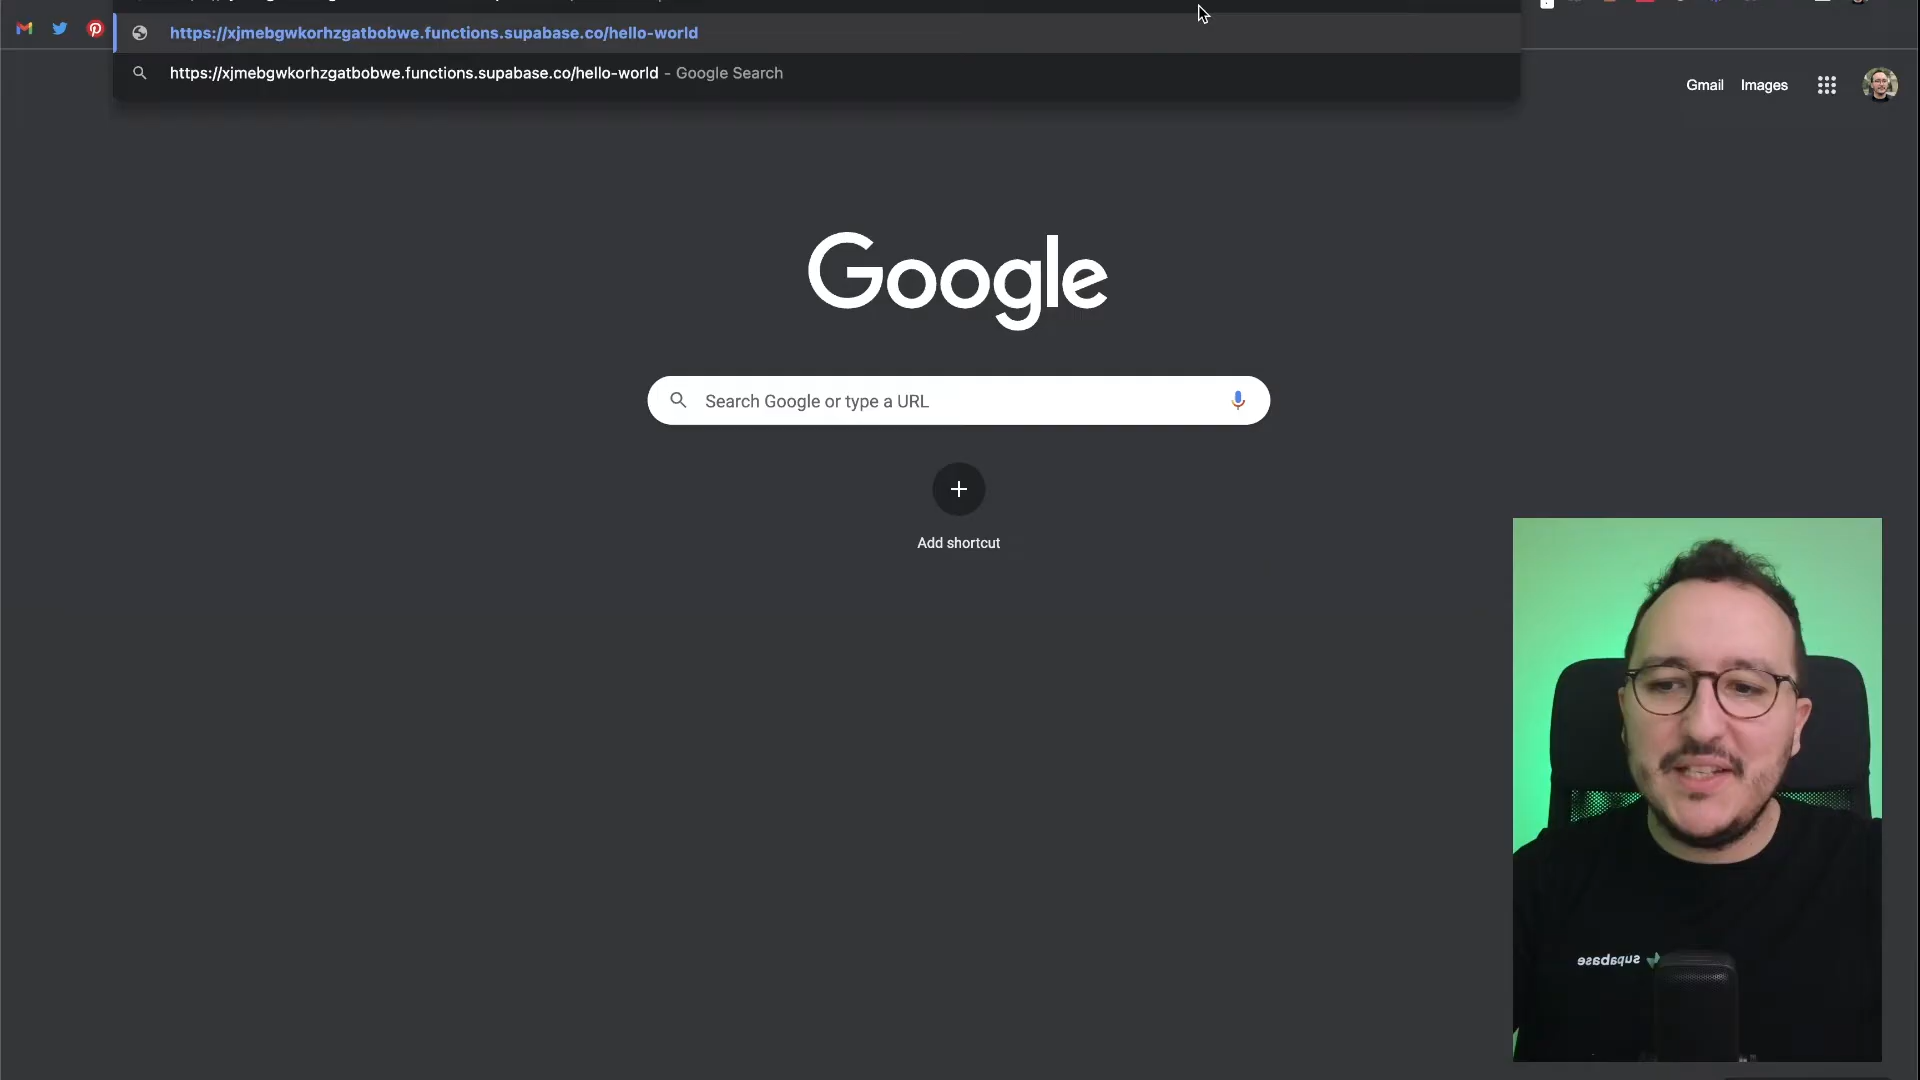 https://xjmebgwkorhzgatbobwe.functions.supabase.co/hello-world
https://xjmebgwkorhzgatbobwe.functions.supabase.co/hello-world - Google Search
Gmail Images
Google
Search Google or type a URL
Add shortcut
supabase